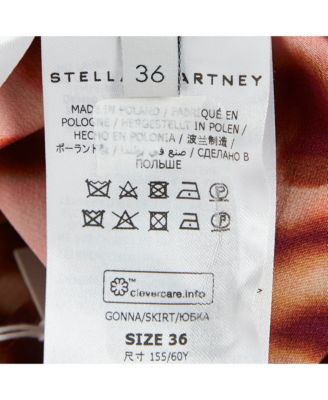 36
STELLA McCARTNEY
MADE IN POLAND / FABRIQUÉ EN
POLOGNE / HERGESTELLT IN POLEN /
HECHO EN POLONIA / 波兰制造 /
ポーランド製 / صنع في بولندا / СДЕЛАНО В
ПОЛЬШЕ
P
P
™
clevercare.info
GONNA/SKIRT/ЮБКА
SIZE 36
尺寸 155/60Y